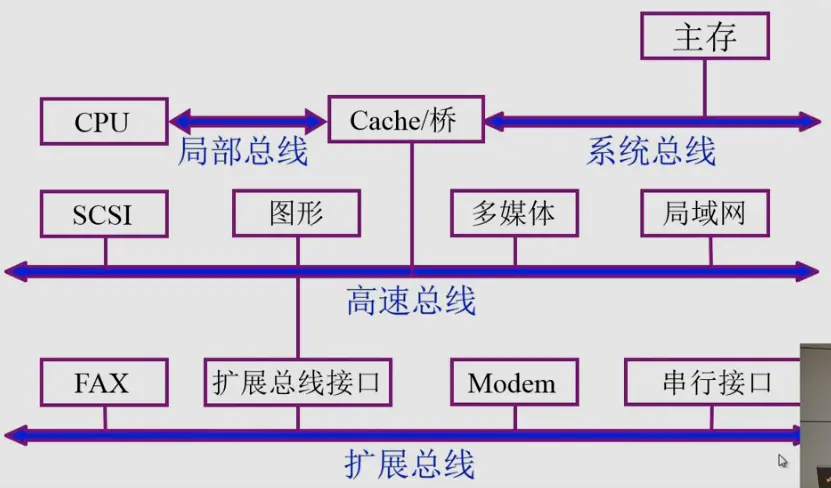 主存
CPU
Cache/桥
局部总线
系统总线
SCSI
图形
多媒体
局域网
高速总线
FAX
扩展总线接口
Modem
串行接口
扩展总线